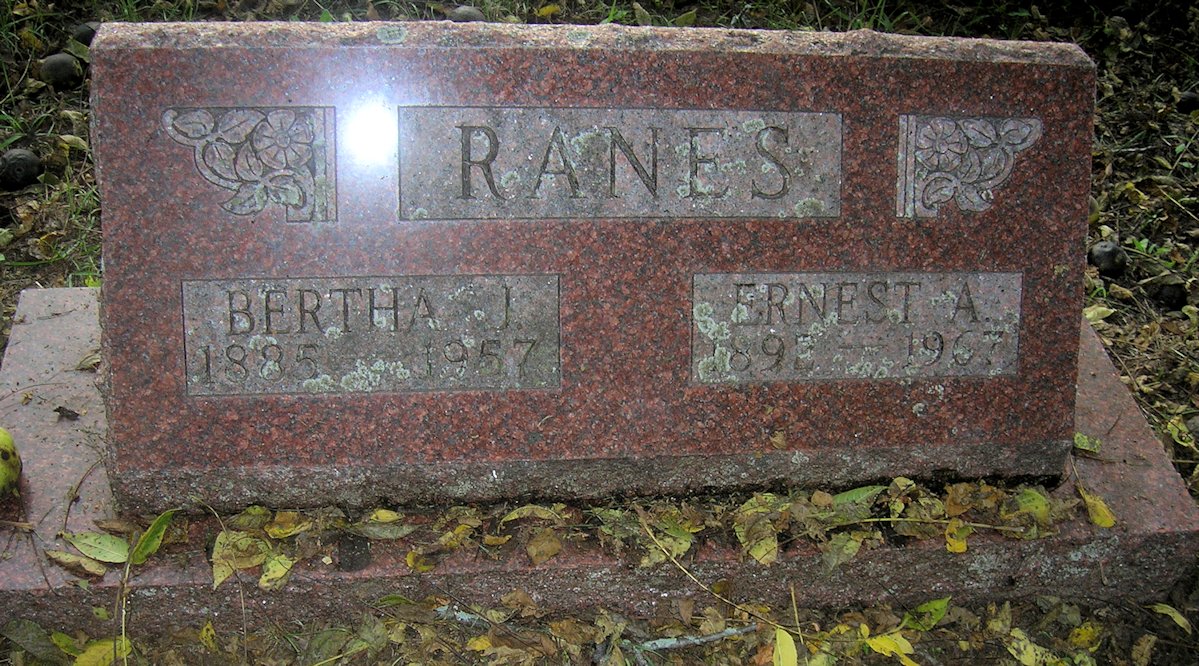 RANES
BERTHA J.
1885 — 1957
ERNEST A.
— 1967